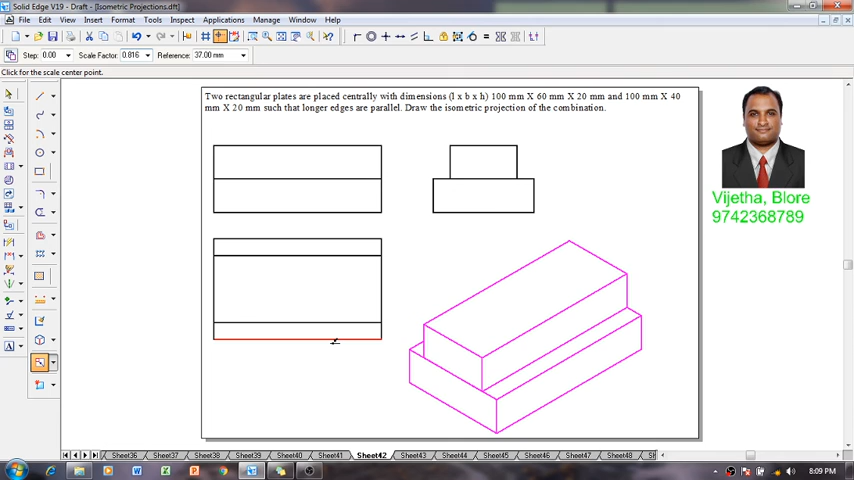 Solid Edge V19 - Draft - [Isometric Projections.dft]
File Edit View Insert Format Tools Inspect Applications Manage Window Help
Step: 0.00 Scale Factor: 0.816 Reference: 37.00 mm
Click for the scale center point.
Two rectangular plates are placed centrally with dimensions (l x b x h) 100 mm X 60 mm X 20 mm and 100 mm X 40
mm X 20 mm such that longer edges are parallel. Draw the isometric projection of the combination.
Vijetha, Blore
9742368789
A
Sheet36 Sheet37 Sheet38 Sheet39 Sheet40 Sheet41 Sheet42 Sheet43 Sheet44 Sheet45 Sheet46 Sheet47 Sheet48 Sh
W X P
8:09 PM